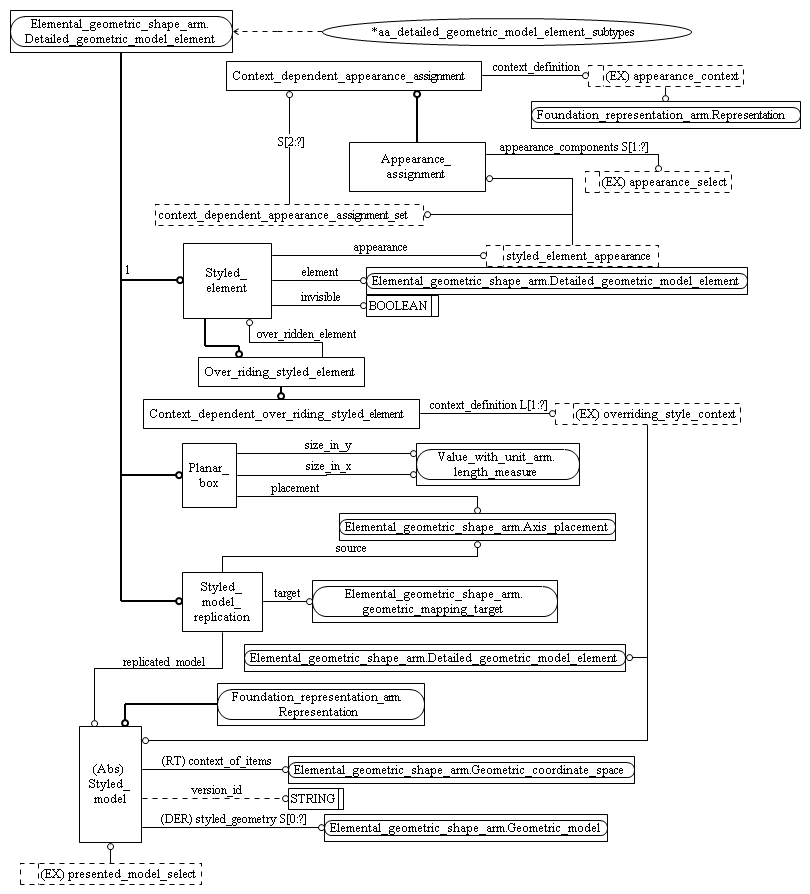 Elemental_geometric_shape_arm.
Detailed_geometric_model_element
*aa_detailed_geometric_model_element_subtypes
Context_dependent_appearance_assignment
context_definition
(EX) appearance_context
Foundation_representation_arm.Representation
S[2:?]
Appearance_
assignment
appearance_components S[1:?]
(EX) appearance_select
context_dependent_appearance_assignment_set
appearance
styled_element_appearance
1
Styled_
element
element
Elemental_geometric_shape_arm.Detailed_geometric_model_element
invisible
BOOLEAN
over_ridden_element
Over_riding_styled_element
Context_dependent_over_riding_styled_element
context_definition L[1:?]
(EX) overriding_style_context
Planar_
box
size_in_y
size_in_x
Value_with_unit_arm.
length_measure
placement
Elemental_geometric_shape_arm.Axis_placement
source
Styled_
model_
replication
target
Elemental_geometric_shape_arm.
geometric_mapping_target
replicated_model
Elemental_geometric_shape_arm.Detailed_geometric_model_element
Foundation_representation_arm.
Representation
(Abs)
Styled_
model
(RT) context_of_items
Elemental_geometric_shape_arm.Geometric_coordinate_space
version_id
STRING
(DER) styled_geometry S[0:?]
Elemental_geometric_shape_arm.Geometric_model
(EX) presented_model_select